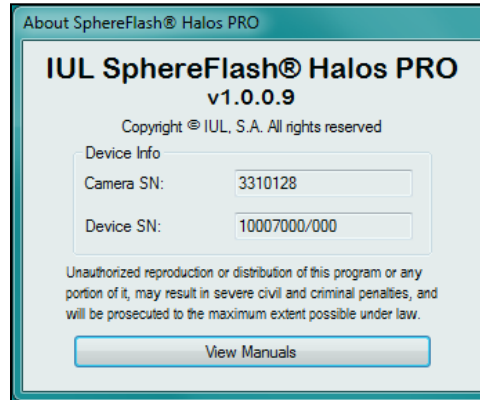 About SphereFlash® Halos PRO
IUL SphereFlash® Halos PRO
v1.0.0.9
Copyright © IUL, S.A. All rights reserved
Device Info
Camera SN: 3310128
Device SN: 10007000/000
Unauthorized reproduction or distribution of this program or any
portion of it, may result in severe civil and criminal penalties, and
will be prosecuted to the maximum extent possible under law.
View Manuals